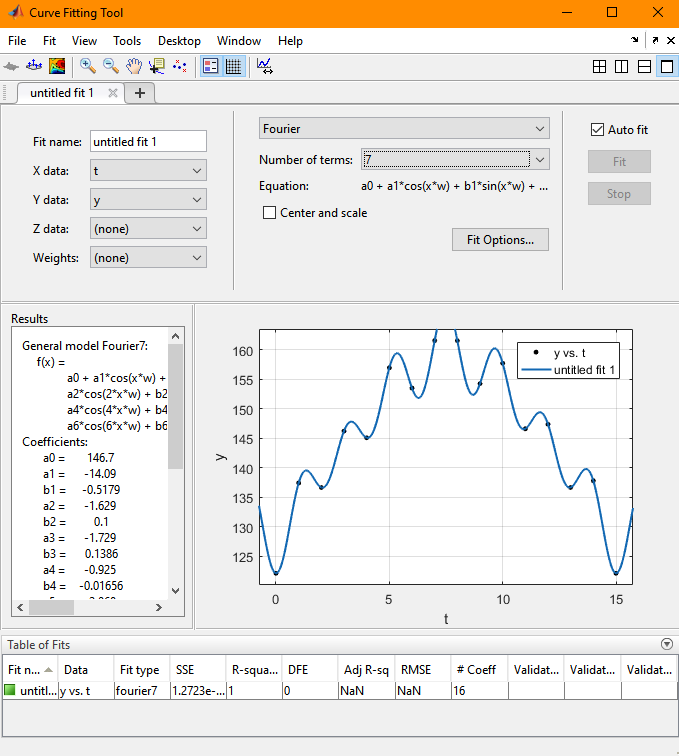 Curve Fitting Tool
File Fit View Tools Desktop Window Help
untitled fit 1
Fit name: untitled fit 1
X data: t
Y data: y
Z data: (none)
Weights: (none)
Fourier
Number of terms: 7
Equation: a0 + a1*cos(x*w) + b1*sin(x*w) + ...
Center and scale
Fit Options...
Auto fit
Fit
Stop
Results
General model Fourier7:
f(x) =
a0 + a1*cos(x*w) +
a2*cos(2*x*w) + b2
a4*cos(4*x*w) + b4
a6*cos(6*x*w) + b6
Coefficients:
a0 = 146.7
a1 = -14.09
b1 = -0.5179
a2 = -1.629
b2 = 0.1
a3 = -1.729
b3 = 0.1386
a4 = -0.925
b4 = -0.01656
160
155
150
145
140
135
130
125
y
0 5 10 15
t
y vs. t
untitled fit 1
Table of Fits
Fit n... Data Fit type SSE R-squa... DFE Adj R-sq RMSE # Coeff Validat... Validat... Validat...
untitl... y vs. t fourier7 1.2723e-... 1 0 NaN NaN 16